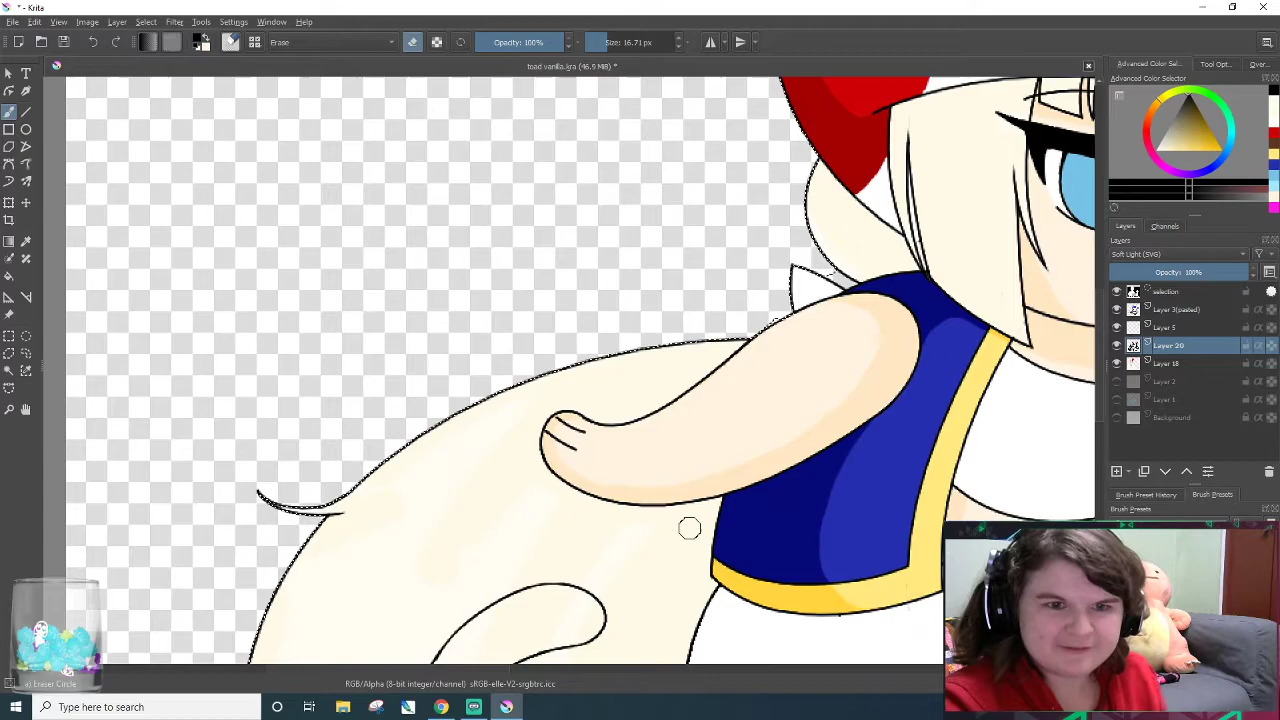 * - Krita
File Edit View Image Layer Select Filter Tools Settings Window Help
Erase Opacity: 100% Size: 16.71 px
toad vanilla.kra (46.9 MiB) *
Advanced Color Sel... Tool Opt... Over...
Advanced Color Selector
Layers Channels
Layers
Soft Light (SVG)
Opacity: 100%
selection
Layer 3(pasted)
Layer 5
Layer 20
Layer 18
Layer 2
Layer 1
Background
Brush Preset History Brush Presets
Brush Presets
a) Eraser Circle RGB/Alpha (8-bit integer/channel) sRGB-elle-V2-srgbtrc.icc
Type here to search